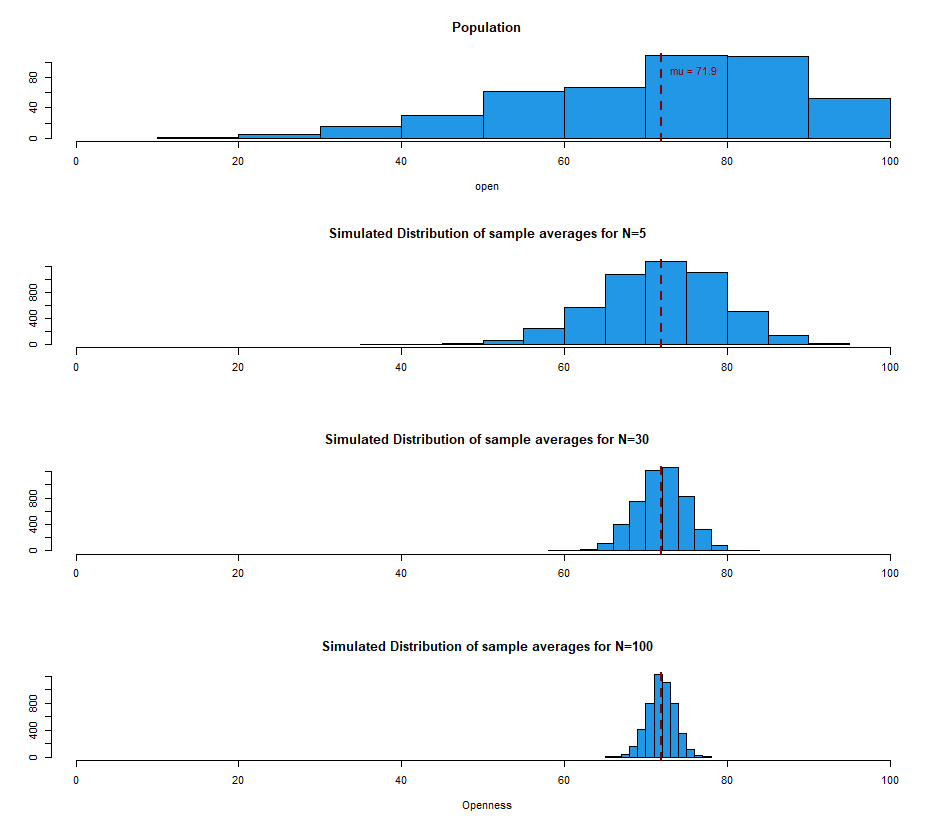 Population
80
40
0
mu = 71.9
0 20 40 60 80 100
open
Simulated Distribution of sample averages for N=5
800
400
0
0 20 40 60 80 100
Simulated Distribution of sample averages for N=30
800
400
0
0 20 40 60 80 100
Simulated Distribution of sample averages for N=100
800
400
0
0 20 40 60 80 100
Openness